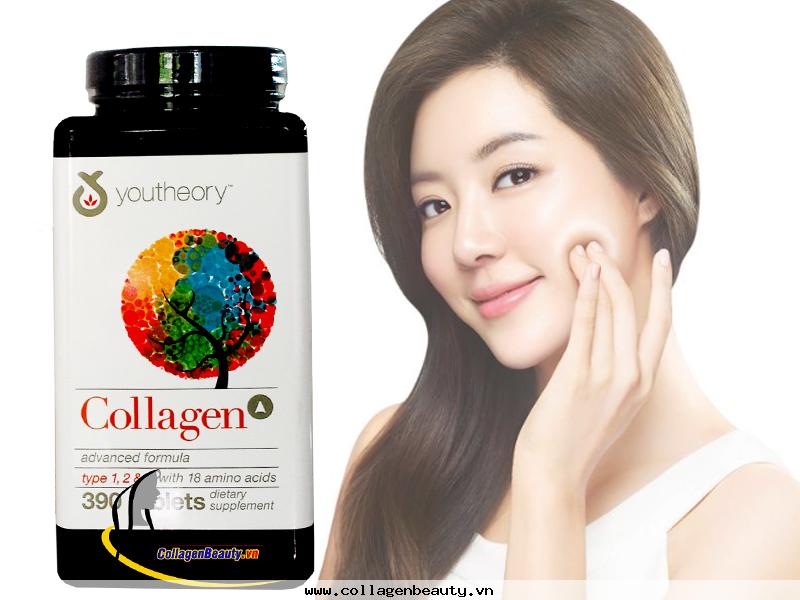 youtheory™
Collagen
advanced formula
type 1, 2 & with 18 amino acids
390 dietary
supplement
CollagenBeauty.vn
www.collagenbeauty.vn